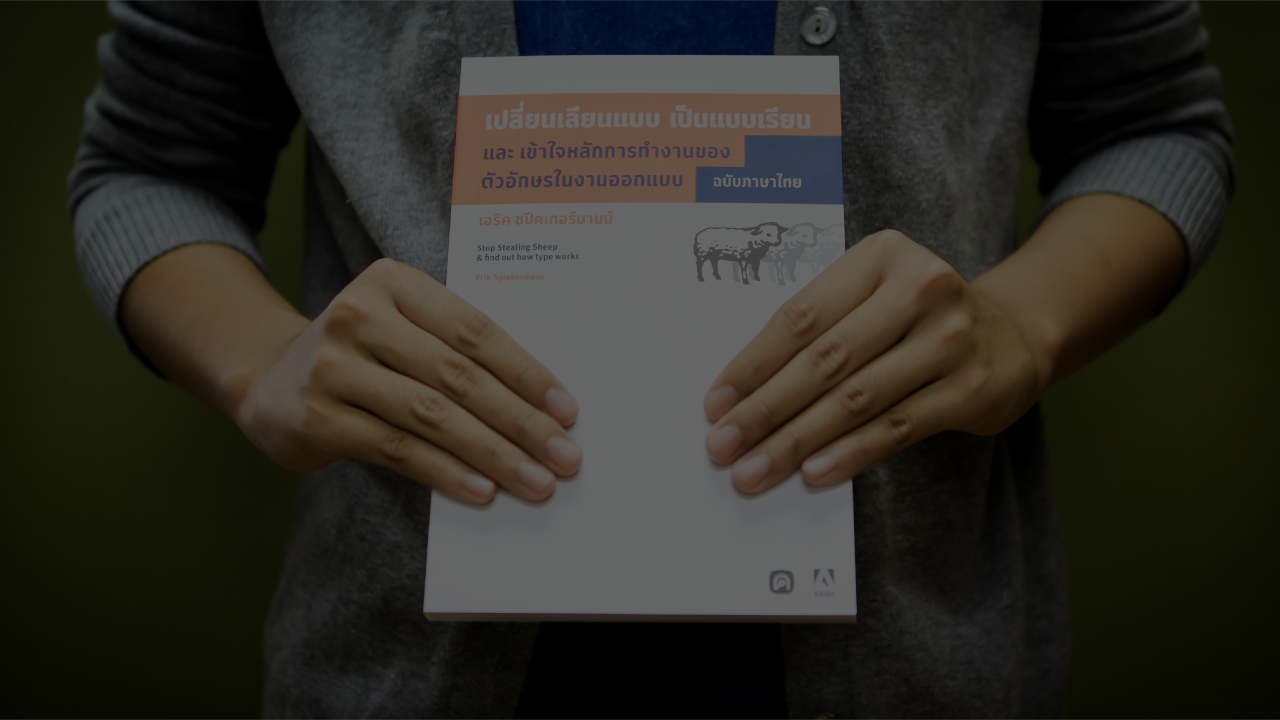 เปลี่ยนเลียนแบบ เป็นแบบเรียน
และ เข้าใจหลักการทำงานของ
ตัวอักษรในงานออกแบบ
ฉบับภาษาไทย
เอริค ชปีคเกอร์มานน์
Stop Stealing Sheep
& find out how type works
Erik Spiekermann
Adobe